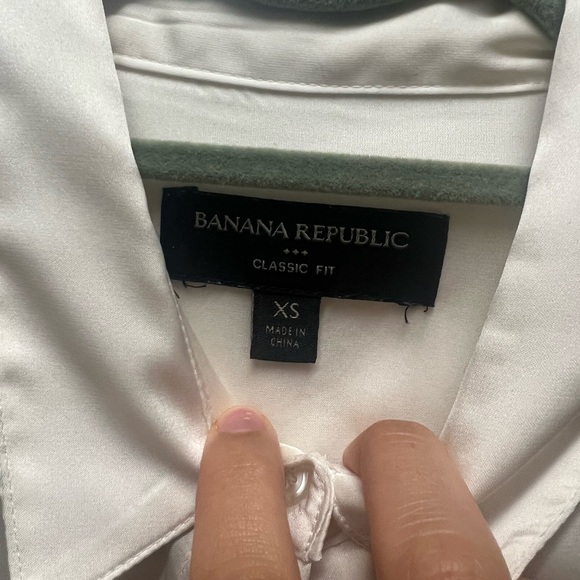 BANANA REPUBLIC
CLASSIC FIT
XS
MADE IN
CHINA